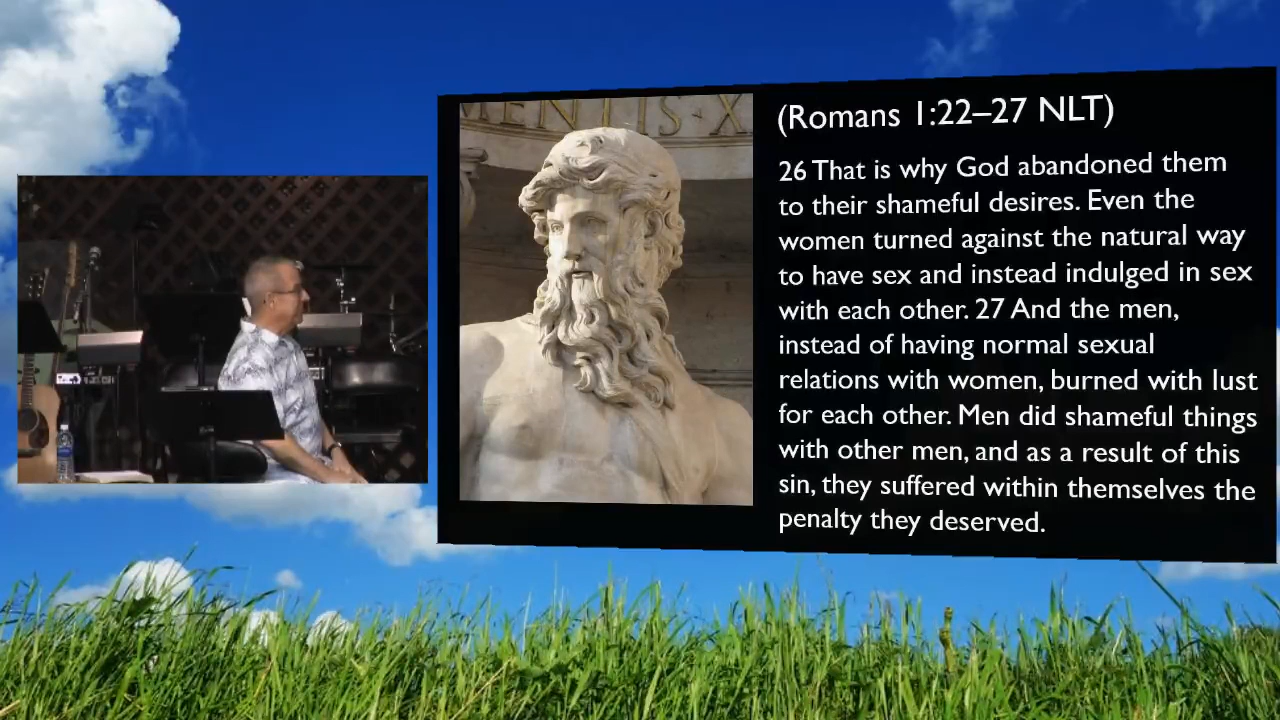 MENTIS·X
(Romans 1:22–27 NLT)
26 That is why God abandoned them
to their shameful desires. Even the
women turned against the natural way
to have sex and instead indulged in sex
with each other. 27 And the men,
instead of having normal sexual
relations with women, burned with lust
for each other. Men did shameful things
with other men, and as a result of this
sin, they suffered within themselves the
penalty they deserved.